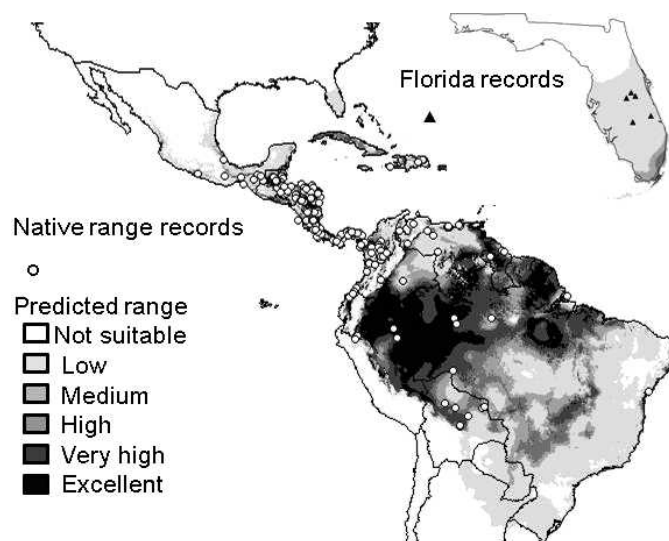 Florida records
Native range records
Predicted range
Not suitable
Low
Medium
High
Very high
Excellent